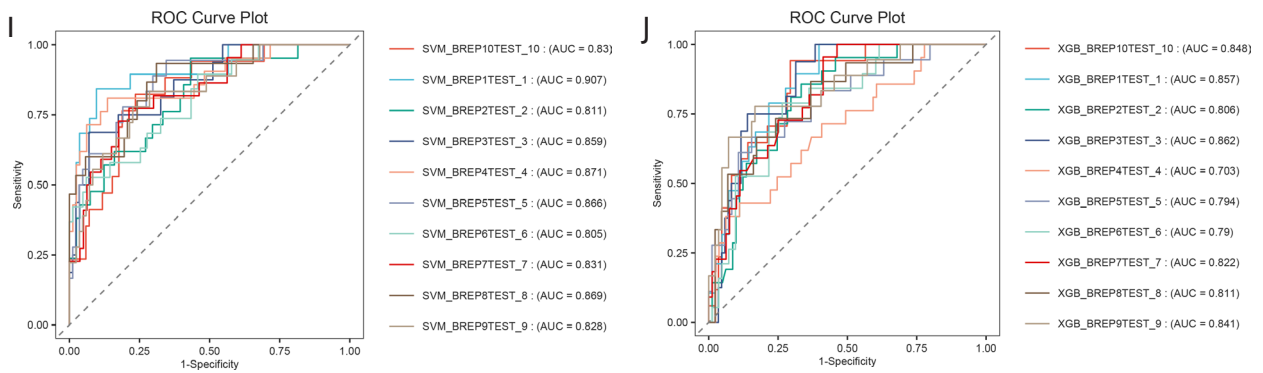 I
ROC Curve Plot
1.00
0.75
0.50
0.25
0.00
Sensitivity
0.00
0.25
0.50
0.75
1.00
1-Specificity
SVM_BREP10TEST_10 : (AUC = 0.83)
SVM_BREP1TEST_1 : (AUC = 0.907)
SVM_BREP2TEST_2 : (AUC = 0.811)
SVM_BREP3TEST_3 : (AUC = 0.859)
SVM_BREP4TEST_4 : (AUC = 0.871)
SVM_BREP5TEST_5 : (AUC = 0.866)
SVM_BREP6TEST_6 : (AUC = 0.805)
SVM_BREP7TEST_7 : (AUC = 0.831)
SVM_BREP8TEST_8 : (AUC = 0.869)
SVM_BREP9TEST_9 : (AUC = 0.828)
J
ROC Curve Plot
1.00
0.75
0.50
0.25
0.00
Sensitivity
0.00
0.25
0.50
0.75
1.00
1-Specificity
XGB_BREP10TEST_10 : (AUC = 0.848)
XGB_BREP1TEST_1 : (AUC = 0.857)
XGB_BREP2TEST_2 : (AUC = 0.806)
XGB_BREP3TEST_3 : (AUC = 0.862)
XGB_BREP4TEST_4 : (AUC = 0.703)
XGB_BREP5TEST_5 : (AUC = 0.794)
XGB_BREP6TEST_6 : (AUC = 0.79)
XGB_BREP7TEST_7 : (AUC = 0.822)
XGB_BREP8TEST_8 : (AUC = 0.811)
XGB_BREP9TEST_9 : (AUC = 0.841)